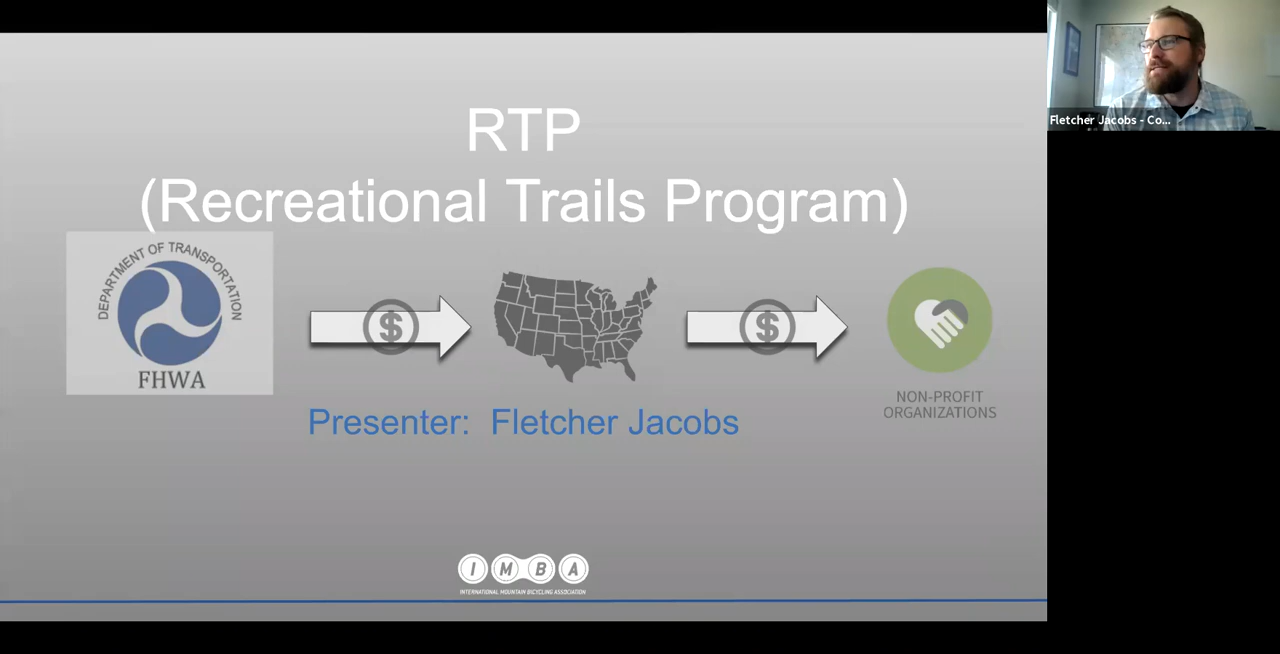 RTP
(Recreational Trails Program)
DEPARTMENT OF TRANSPORTATION
FHWA
$
$
NON-PROFIT
ORGANIZATIONS
Presenter: Fletcher Jacobs
I M B A
INTERNATIONAL MOUNTAIN BICYCLING ASSOCIATION
Fletcher Jacobs - Co...